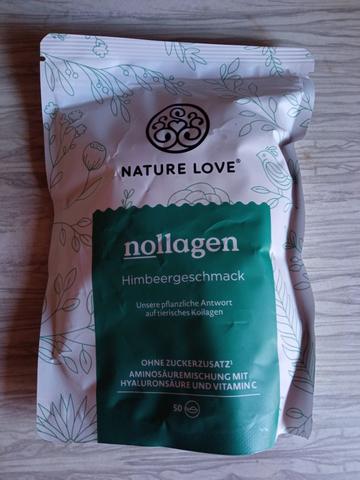 NATURE LOVE®
nollagen
Himbeergeschmack
Unsere pflanzliche Antwort
auf tierisches Kollagen
OHNE ZUCKERZUSATZ¹
AMINOSÄUREMISCHUNG MIT
HYALURONSÄURE UND VITAMIN C
50